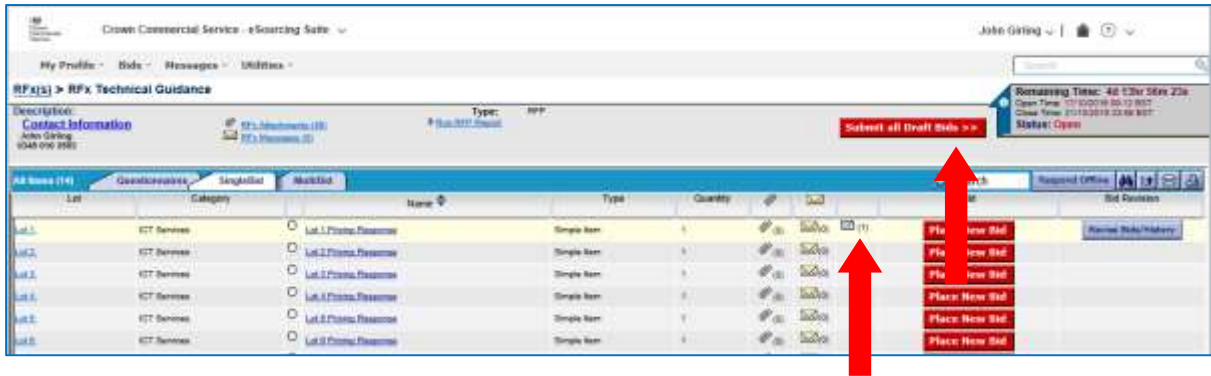 Crown Commercial Service - eSourcing Suite
John Girling
My Profile Bids Messages Utilities
Search
RFx(s) > RFx Technical Guidance
Remaining Time: 4d 13hr 56m 23s
Description:
Type: RFP
Contact Information
John Girling
Submit all Draft Bids >>
Status: Open
All Items (14) Questionnaires SingleBid MultiBid
Respond Offline
Lot Category Name Type Quantity Bid Revision
Lot 1 ICT Services Lot 1 Pricing Response Simple Item 1 (1) Place New Bid Revise Bids/History
Lot 2 ICT Services Lot 2 Pricing Response Simple Item 1 Place New Bid
Lot 3 ICT Services Lot 3 Pricing Response Simple Item 1 Place New Bid
Lot 4 ICT Services Lot 4 Pricing Response Simple Item 1 Place New Bid
Lot 5 ICT Services Lot 5 Pricing Response Simple Item 1 Place New Bid
Lot 6 ICT Services Lot 6 Pricing Response Simple Item 1 Place New Bid